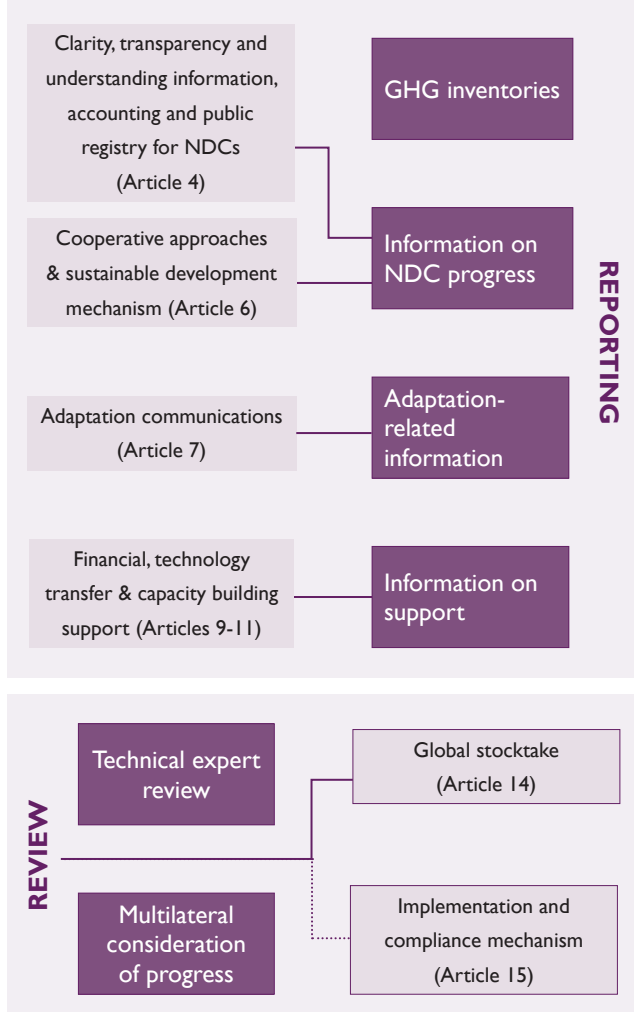 Clarity, transparency and
understanding information,
accounting and public
registry for NDCs
(Article 4)
GHG inventories
Cooperative approaches
& sustainable development
mechanism (Article 6)
Information on
NDC progress
REPORTING
Adaptation communications
(Article 7)
Adaptation-
related
information
Financial, technology
transfer & capacity building
support (Articles 9-11)
Information on
support
REVIEW
Technical expert
review
Global stocktake
(Article 14)
Multilateral
consideration
of progress
Implementation and
compliance mechanism
(Article 15)